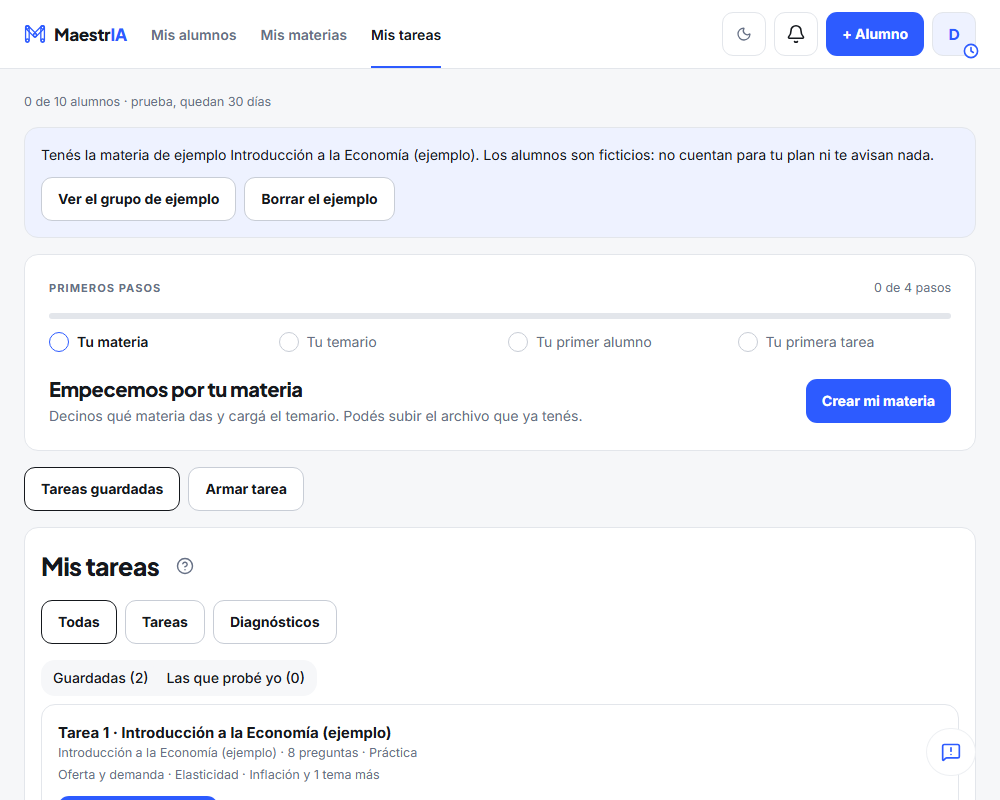 MaestrIA
Mis alumnos
Mis materias
Mis tareas
+ Alumno
D
0 de 10 alumnos · prueba, quedan 30 días
Tenés la materia de ejemplo Introducción a la Economía (ejemplo). Los alumnos son ficticios: no cuentan para tu plan ni te avisan nada.
Ver el grupo de ejemplo
Borrar el ejemplo
PRIMEROS PASOS
0 de 4 pasos
Tu materia
Tu temario
Tu primer alumno
Tu primera tarea
Empecemos por tu materia
Decinos qué materia das y cargá el temario. Podés subir el archivo que ya tenés.
Crear mi materia
Tareas guardadas
Armar tarea
Mis tareas
Todas
Tareas
Diagnósticos
Guardadas (2)
Las que probé yo (0)
Tarea 1 · Introducción a la Economía (ejemplo)
Introducción a la Economía (ejemplo) · 8 preguntas · Práctica
Oferta y demanda · Elasticidad · Inflación y 1 tema más